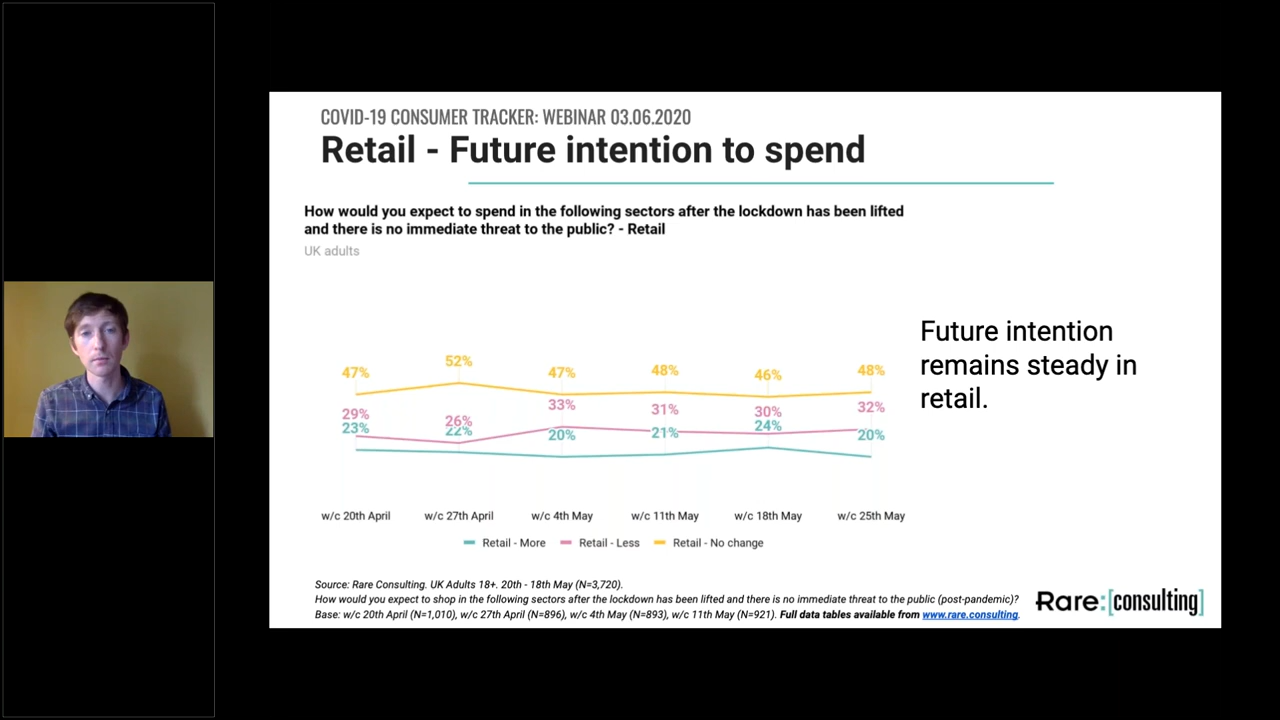 COVID-19 CONSUMER TRACKER: WEBINAR 03.06.2020
Retail - Future intention to spend
How would you expect to spend in the following sectors after the lockdown has been lifted
and there is no immediate threat to the public? - Retail
UK adults
47% 52% 47% 48% 46% 48%
29% 26% 33% 31% 30% 32%
23% 22% 20% 21% 24% 20%
w/c 20th April w/c 27th April w/c 4th May w/c 11th May w/c 18th May w/c 25th May
Retail - More Retail - Less Retail - No change
Future intention
remains steady in
retail.
Source: Rare Consulting. UK Adults 18+. 20th - 18th May (N=3,720).
How would you expect to shop in the following sectors after the lockdown has been lifted and there is no immediate threat to the public (post-pandemic)?
Base: w/c 20th April (N=1,010), w/c 27th April (N=896), w/c 4th May (N=893), w/c 11th May (N=921). Full data tables available from www.rare.consulting.
Rare:[consulting]